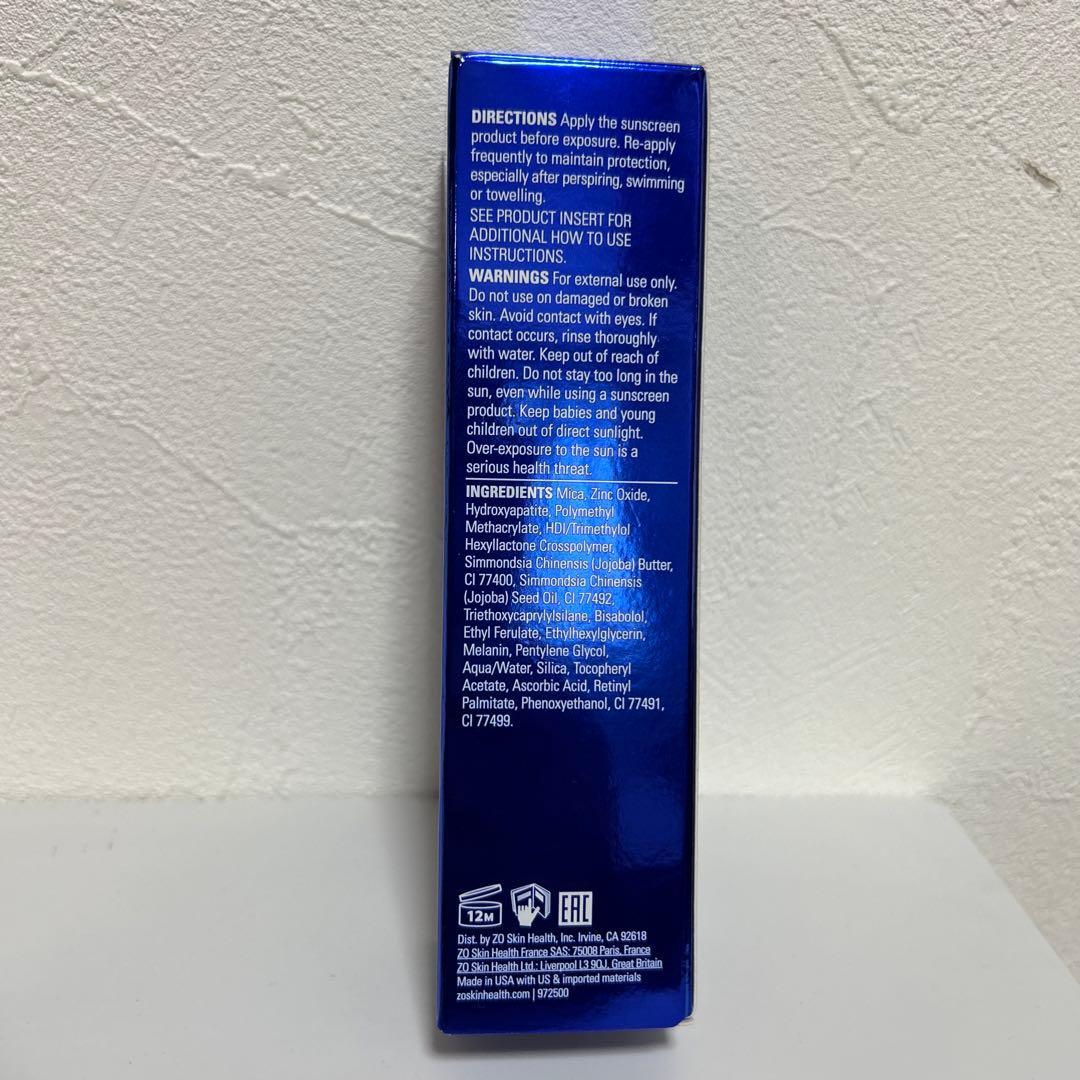 DIRECTIONS Apply the sunscreen
product before exposure. Re-apply
frequently to maintain protection,
especially after perspiring, swimming
or towelling.
SEE PRODUCT INSERT FOR
ADDITIONAL HOW TO USE
INSTRUCTIONS.
WARNINGS For external use only.
Do not use on damaged or broken
skin. Avoid contact with eyes. If
contact occurs, rinse thoroughly
with water. Keep out of reach of
children. Do not stay too long in the
sun, even while using a sunscreen
product. Keep babies and young
children out of direct sunlight.
Over-exposure to the sun is a
serious health threat.
INGREDIENTS Mica, Zinc Oxide,
Hydroxyapatite, Polymethyl
Methacrylate, HDI/Trimethylol
Hexyllactone Crosspolymer,
Simmondsia Chinensis (Jojoba) Butter,
CI 77400, Simmondsia Chinensis
(Jojoba) Seed Oil, CI 77492,
Triethoxycaprylylsilane, Bisabolol,
Ethyl Ferulate, Ethylhexylglycerin,
Melanin, Pentylene Glycol,
Aqua/Water, Silica, Tocopheryl
Acetate, Ascorbic Acid, Retinyl
Palmitate, Phenoxyethanol, CI 77491,
CI 77499.
12M EAC
Dist. by ZO Skin Health, Inc. Irvine, CA 92618
ZO Skin Health France SAS: 75008 Paris, France
ZO Skin Health Ltd.: Liverpool L3 9QJ, Great Britain
Made in USA with US & imported materials
zoskinhealth.com | 972500